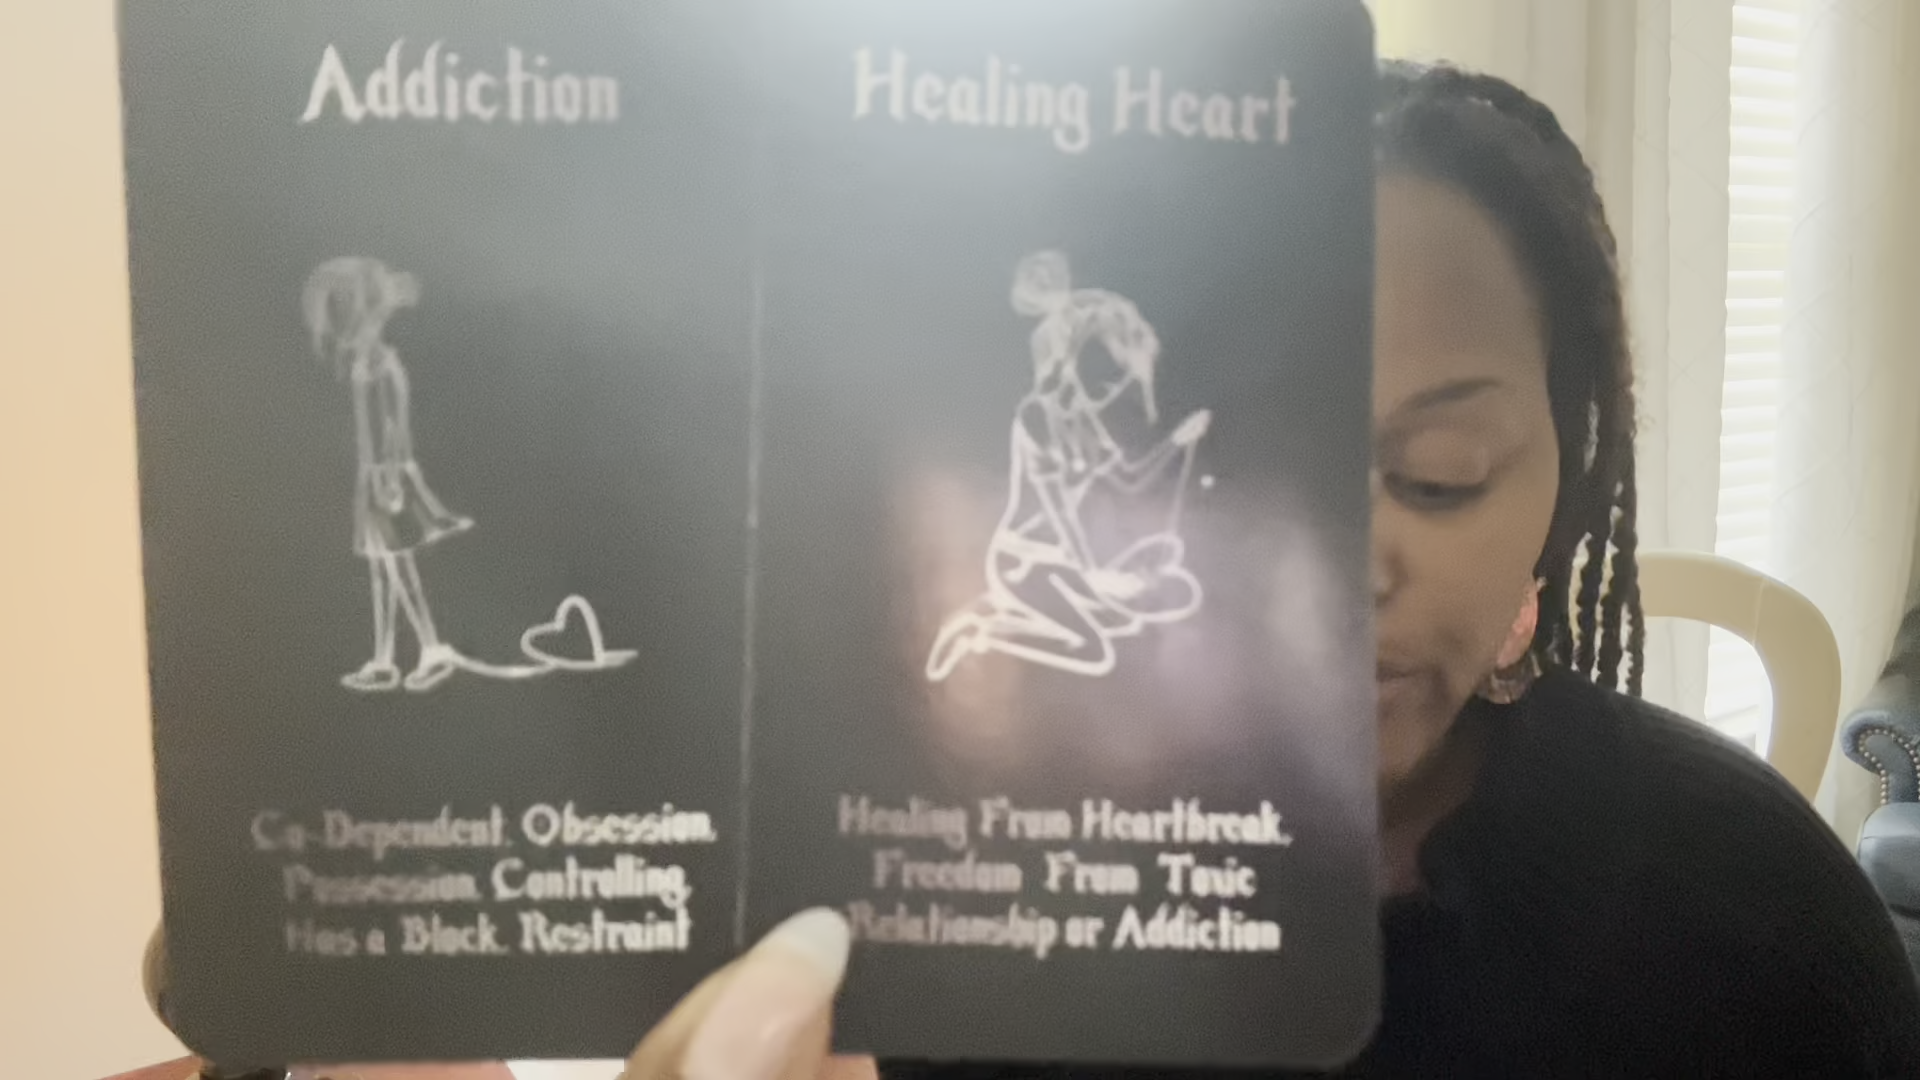 Addiction
Co-Dependent, Obsession,
Possession, Controlling,
Has a Block, Restraint
Healing Heart
Healing From Heartbreak,
Freedom From Toxic
Relationship or Addiction